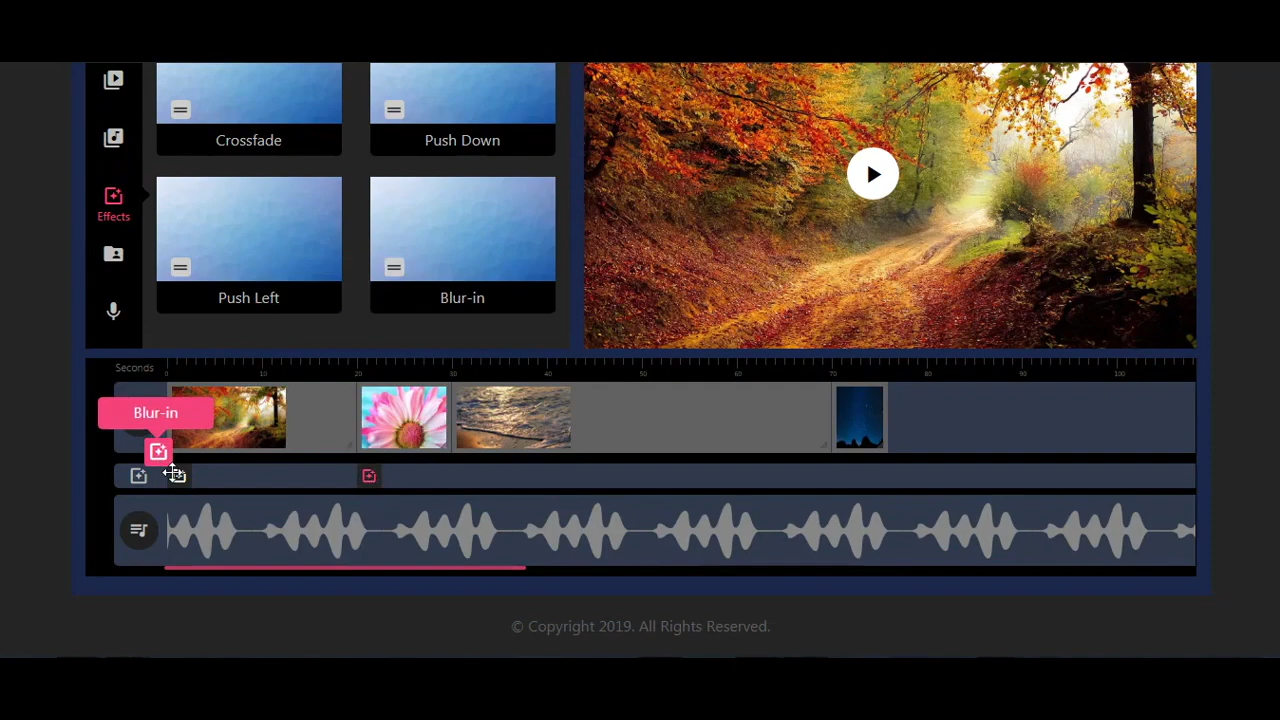 Crossfade
Push Down
Effects
Push Left
Blur-in
Seconds
0 10 20 30 40 50 60 70 80 90 100
Blur-in
© Copyright 2019. All Rights Reserved.